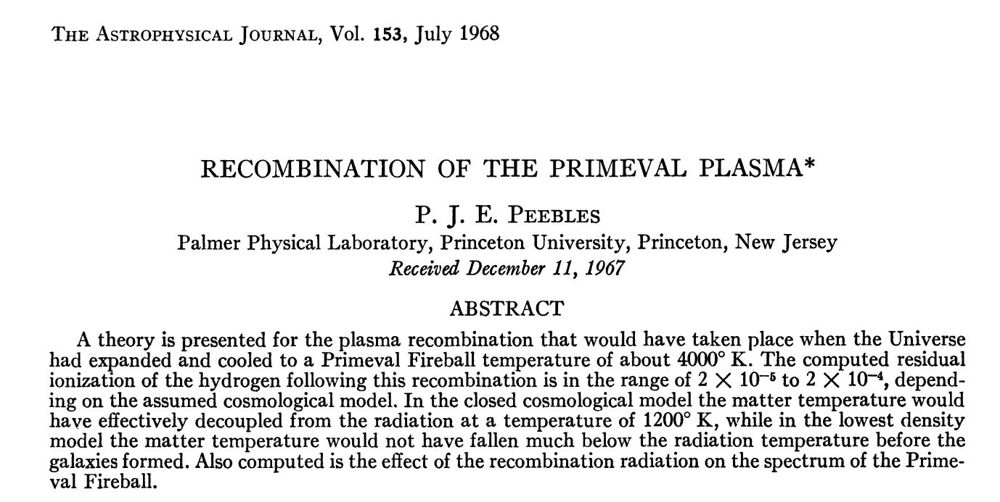 THE ASTROPHYSICAL JOURNAL, Vol. 153, July 1968
RECOMBINATION OF THE PRIMEVAL PLASMA*
P. J. E. PEEBLES
Palmer Physical Laboratory, Princeton University, Princeton, New Jersey
Received December 11, 1967
ABSTRACT
A theory is presented for the plasma recombination that would have taken place when the Universe
had expanded and cooled to a Primeval Fireball temperature of about 4000° K. The computed residual
ionization of the hydrogen following this recombination is in the range of 2 × 10⁻⁵ to 2 × 10⁻⁴, depend-
ing on the assumed cosmological model. In the closed cosmological model the matter temperature would
have effectively decoupled from the radiation at a temperature of 1200° K, while in the lowest density
model the matter temperature would not have fallen much below the radiation temperature before the
galaxies formed. Also computed is the effect of the recombination radiation on the spectrum of the Prime-
val Fireball.